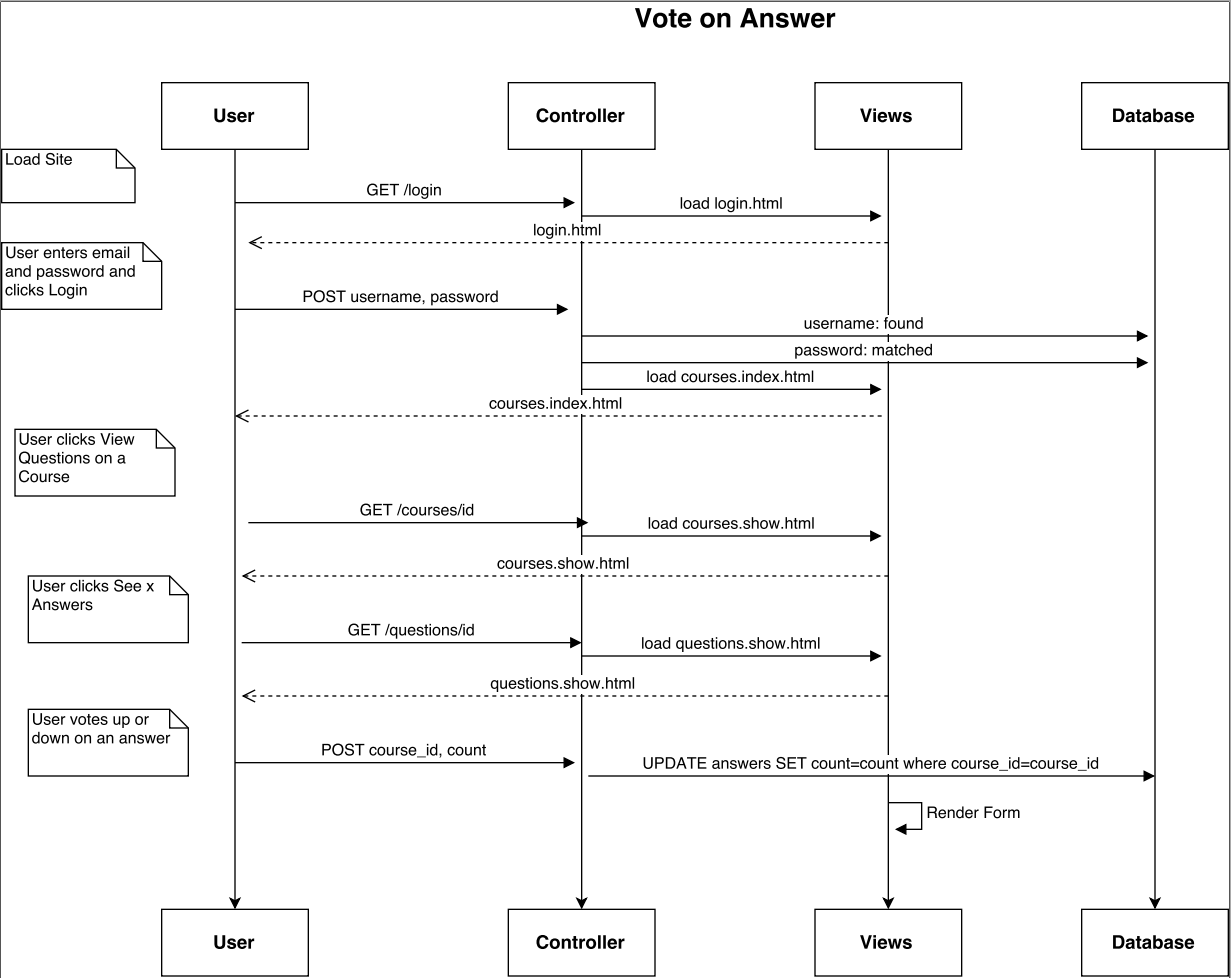 Vote on Answer
User
Controller
Views
Database
Load Site
GET /login
load login.html
login.html
User enters email
and password and
clicks Login
POST username, password
username: found
password: matched
load courses.index.html
courses.index.html
User clicks View
Questions on a
Course
GET /courses/id
load courses.show.html
courses.show.html
User clicks See x
Answers
GET /questions/id
load questions.show.html
questions.show.html
User votes up or
down on an answer
POST course_id, count
UPDATE answers SET count=count where course_id=course_id
Render Form
User
Controller
Views
Database